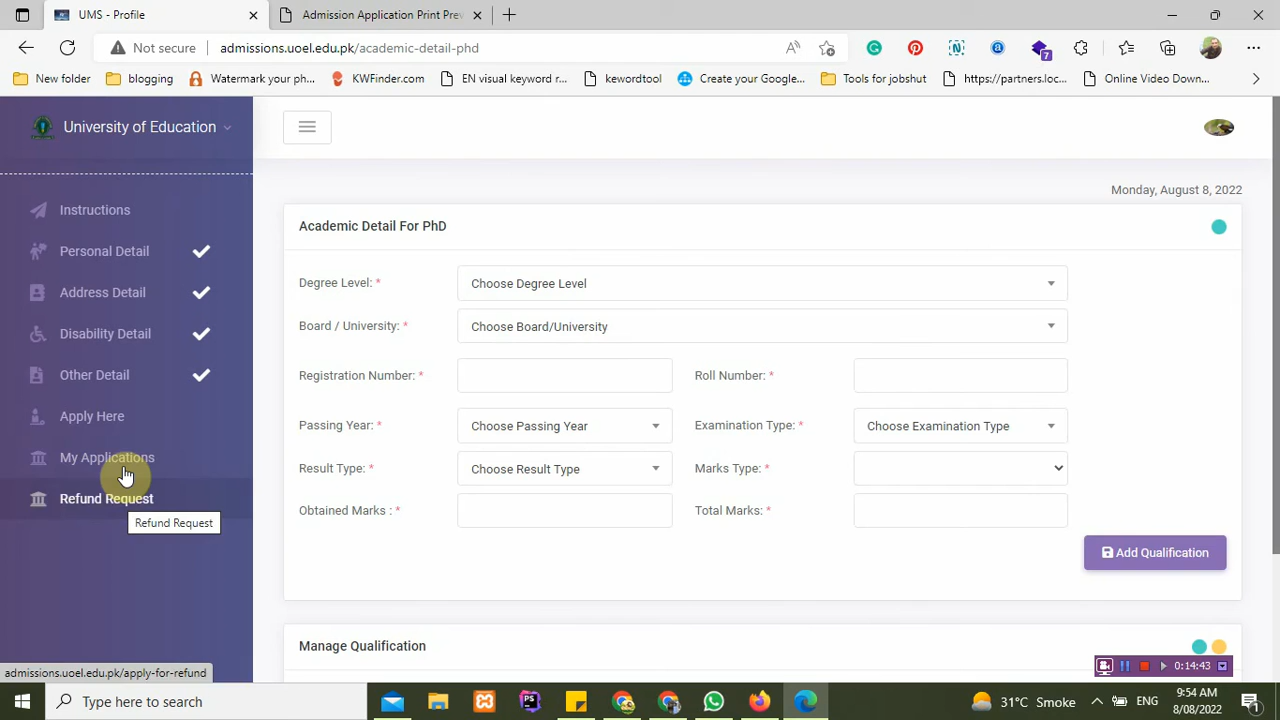 UMS - Profile
Admission Application Print Prev
Not secure
admissions.uoel.edu.pk/academic-detail-phd
7
New folder
blogging
Watermark your ph...
KWFinder.com
EN visual keyword r...
kewordtool
Create your Google...
Tools for jobshut
https://partners.loc...
Online Video Down...
University of Education
Monday, August 8, 2022
Instructions
Personal Detail
Address Detail
Disability Detail
Other Detail
Apply Here
My Applications
Refund Request
Refund Request
Academic Detail For PhD
Degree Level: *
Choose Degree Level
Board / University: *
Choose Board/University
Registration Number: *
Roll Number: *
Passing Year: *
Choose Passing Year
Examination Type: *
Choose Examination Type
Result Type: *
Choose Result Type
Marks Type: *
Obtained Marks : *
Total Marks: *
Add Qualification
Manage Qualification
0:14:43
admissions.uoel.edu.pk/apply-for-refund
Type here to search
PS
31°C Smoke
ENG
9:54 AM
8/08/2022
1